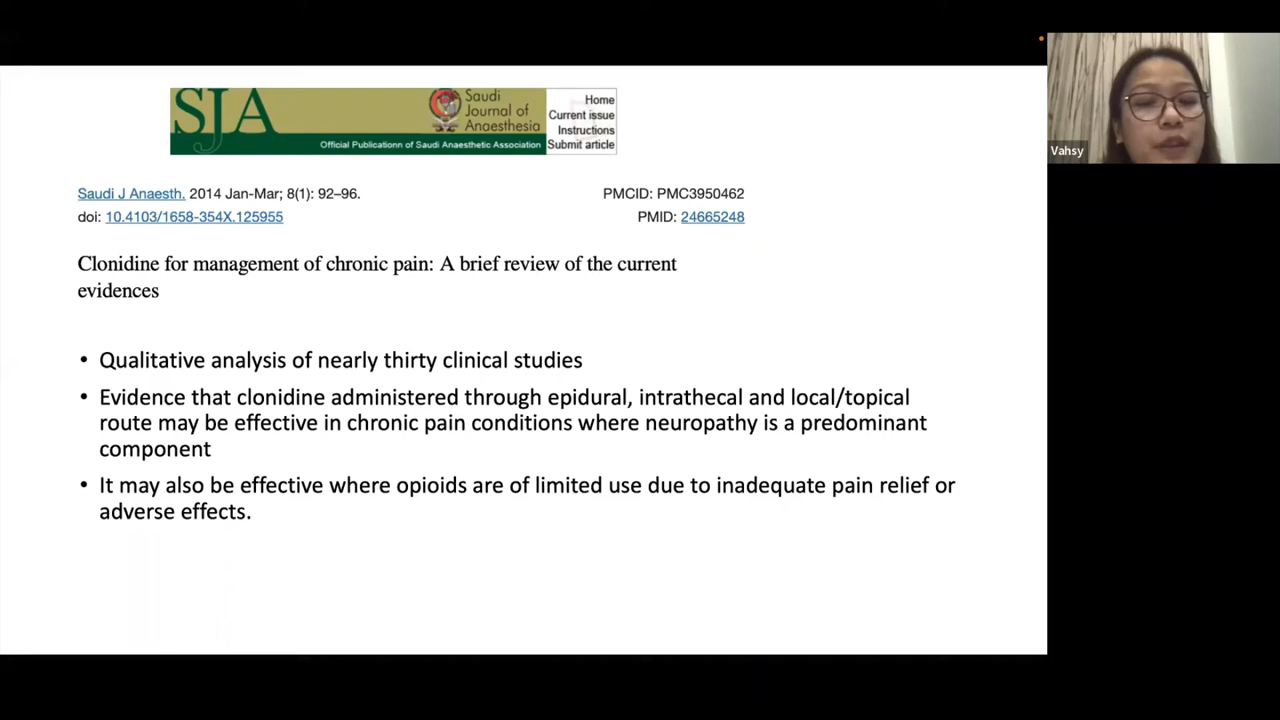 SJA
Saudi
Journal of
Anaesthesia
Official Publicationn of Saudi Anaesthetic Association
Home
Current issue
Instructions
Submit article
Vahsy
Saudi J Anaesth. 2014 Jan-Mar; 8(1): 92–96.
PMCID: PMC3950462
doi: 10.4103/1658-354X.125955
PMID: 24665248
Clonidine for management of chronic pain: A brief review of the current
evidences
• Qualitative analysis of nearly thirty clinical studies
• Evidence that clonidine administered through epidural, intrathecal and local/topical
route may be effective in chronic pain conditions where neuropathy is a predominant
component
• It may also be effective where opioids are of limited use due to inadequate pain relief or
adverse effects.